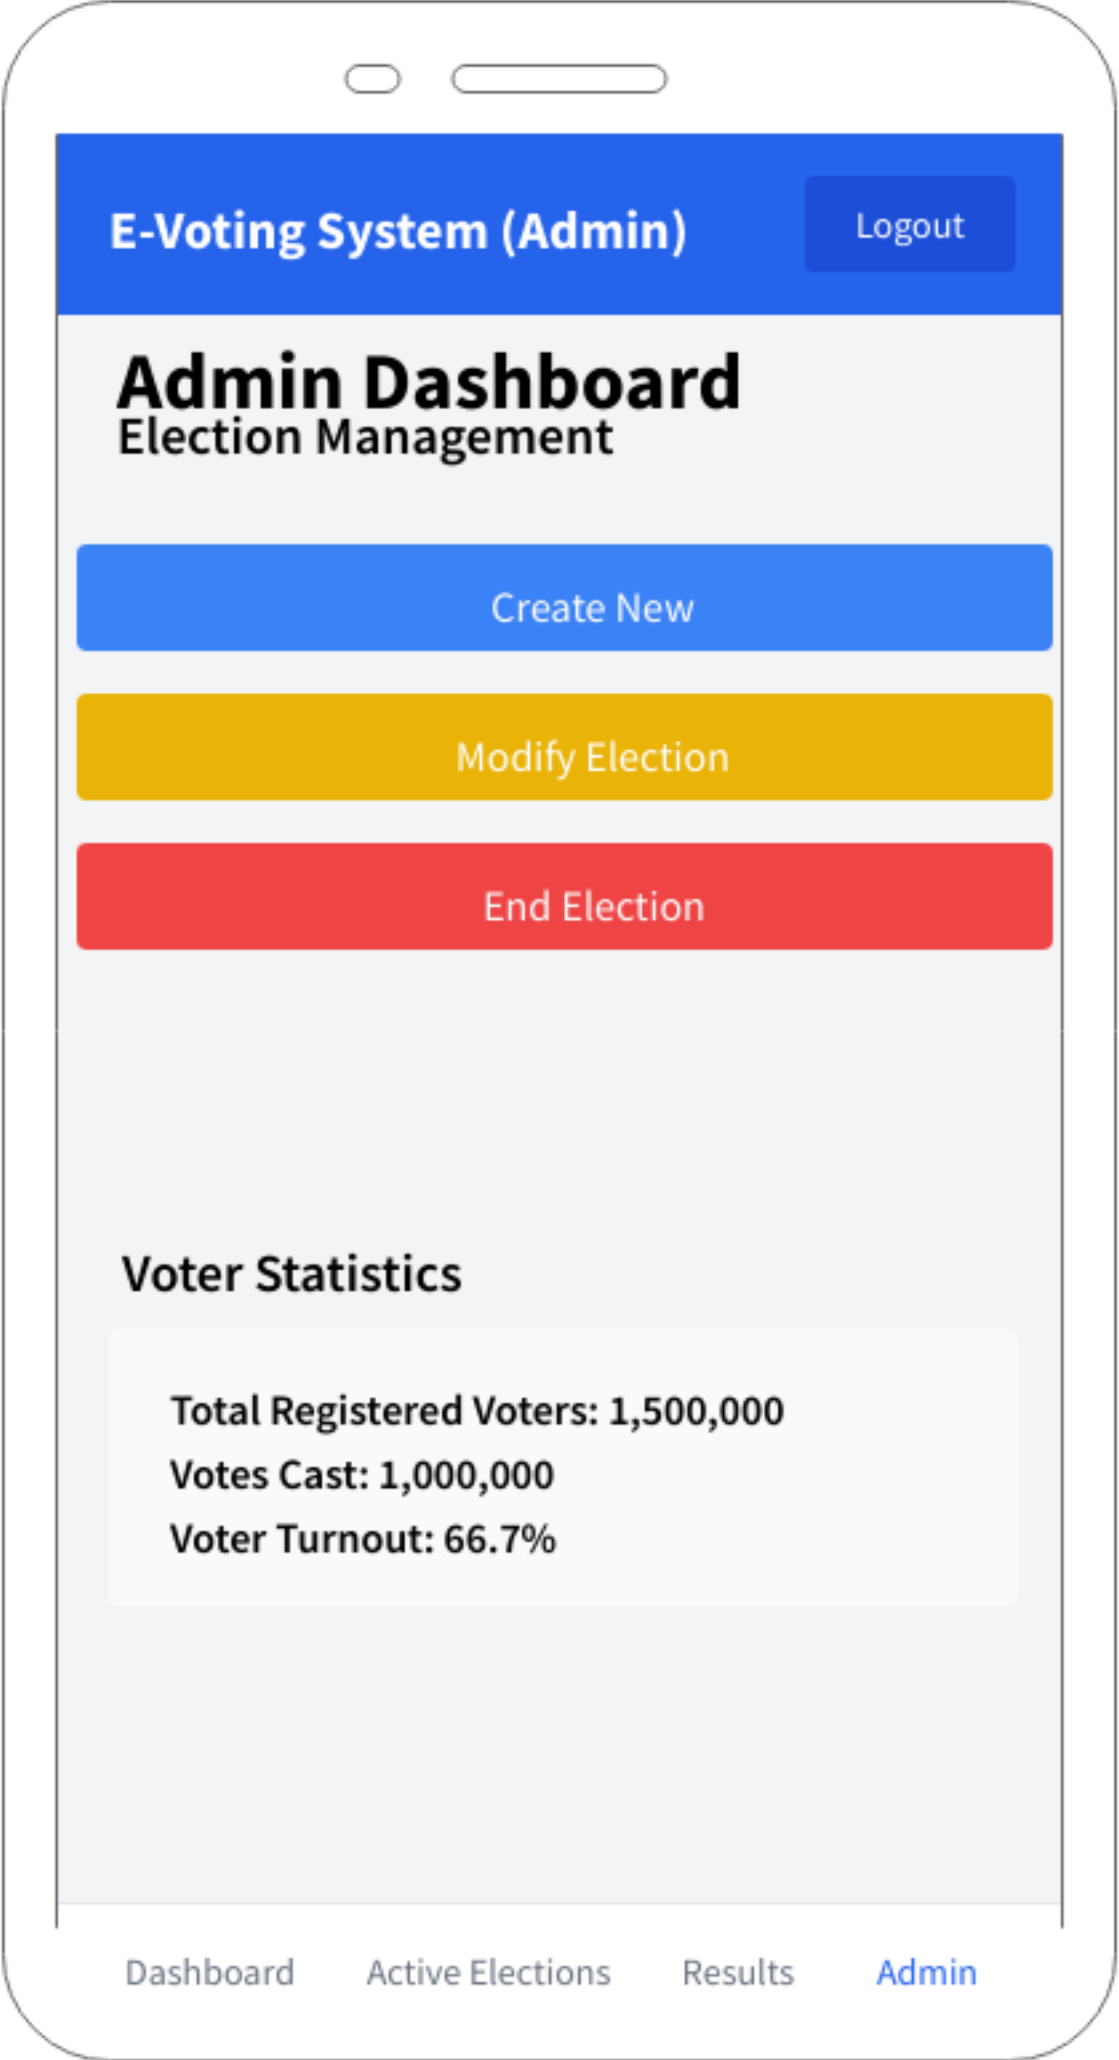 E-Voting System (Admin)
Logout
Admin Dashboard
Election Management
Create New
Modify Election
End Election
Voter Statistics
Total Registered Voters: 1,500,000
Votes Cast: 1,000,000
Voter Turnout: 66.7%
Dashboard
Active Elections
Results
Admin